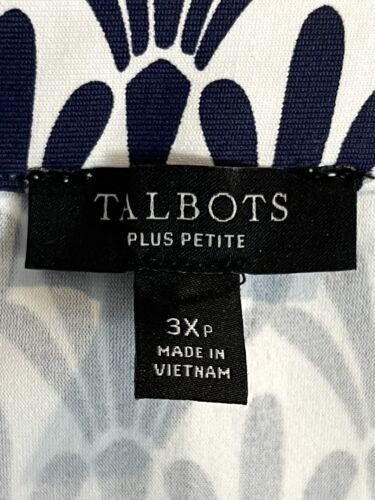 TALBOTS
PLUS PETITE
3XP
MADE IN
VIETNAM